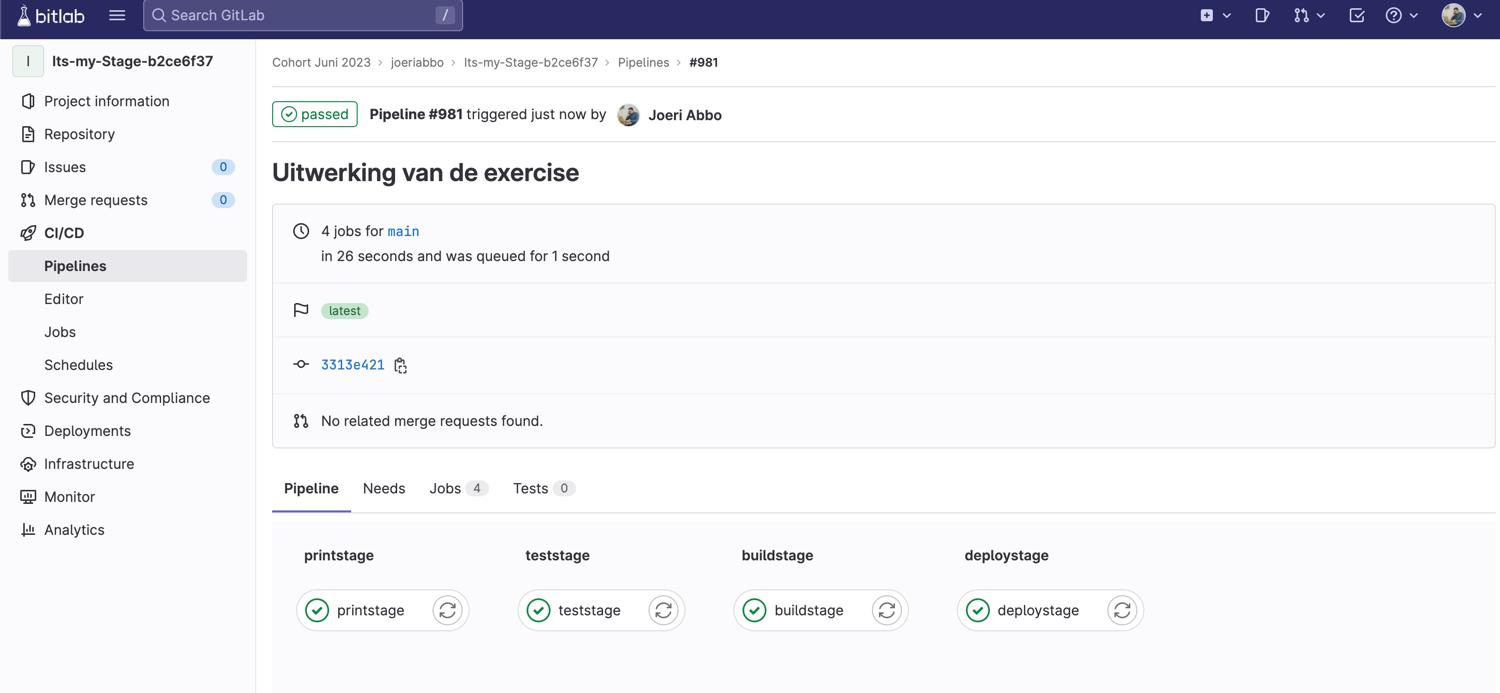 bitlab
Search GitLab /
I Its-my-Stage-b2ce6f37
Project information
Repository
Issues 0
Merge requests 0
CI/CD
Pipelines
Editor
Jobs
Schedules
Security and Compliance
Deployments
Infrastructure
Monitor
Analytics
Cohort Juni 2023 › joeriabbo › Its-my-Stage-b2ce6f37 › Pipelines › #981
passed Pipeline #981 triggered just now by Joeri Abbo
Uitwerking van de exercise
4 jobs for main
in 26 seconds and was queued for 1 second
latest
3313e421
No related merge requests found.
Pipeline Needs Jobs 4 Tests 0
printstage teststage buildstage deploystage
printstage teststage buildstage deploystage